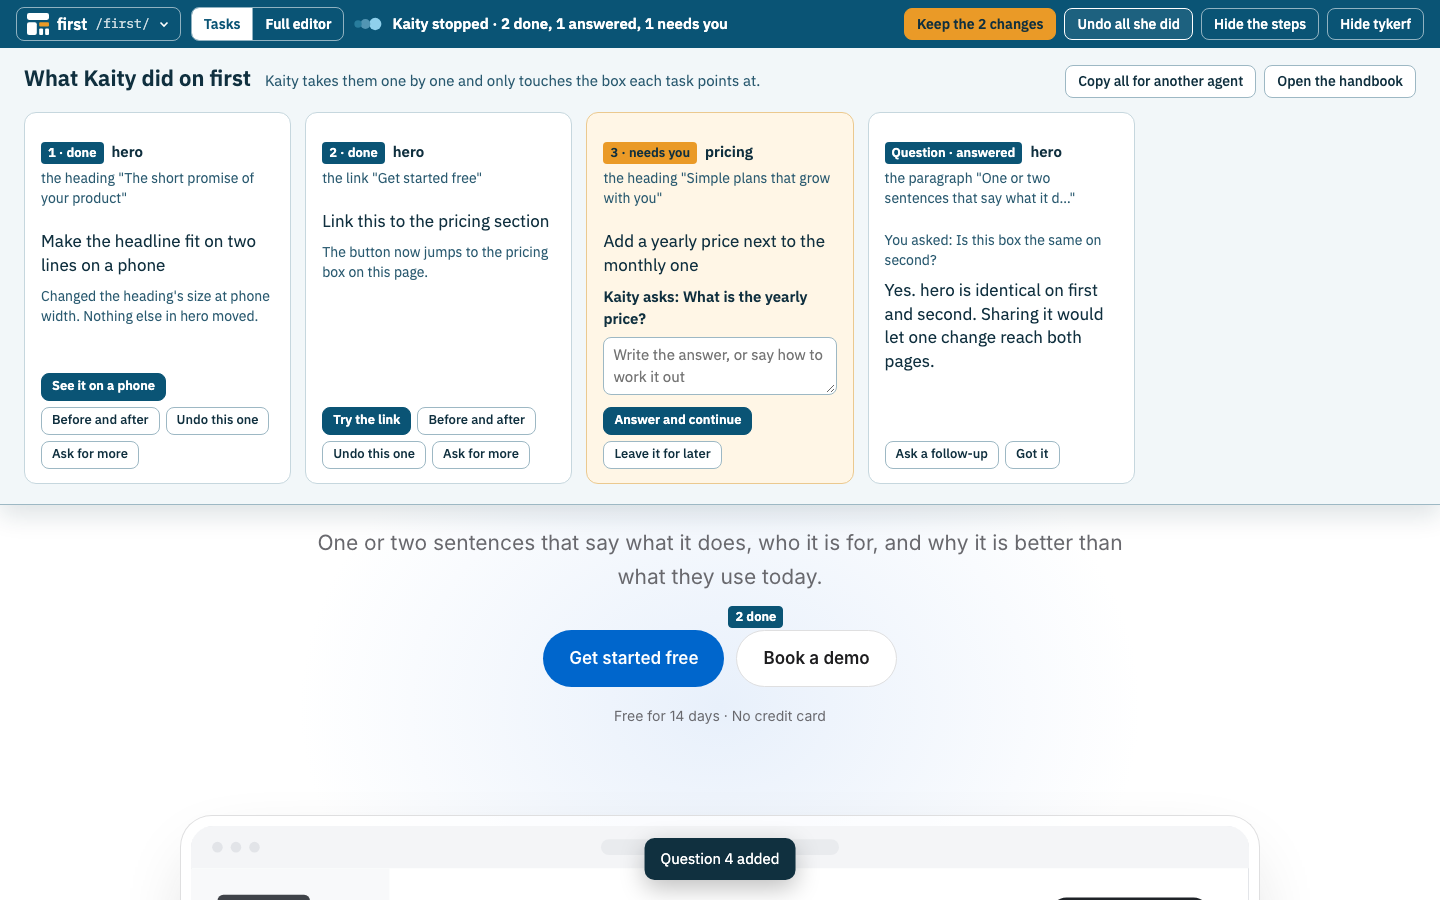 first /first/
Tasks
Full editor
Kaity stopped · 2 done, 1 answered, 1 needs you
Keep the 2 changes
Undo all she did
Hide the steps
Hide tykerf
What Kaity did on first
Kaity takes them one by one and only touches the box each task points at.
Copy all for another agent
Open the handbook
1 · done hero
the heading "The short promise of
your product"
Make the headline fit on two
lines on a phone
Changed the heading's size at phone
width. Nothing else in hero moved.
See it on a phone
Before and after
Undo this one
Ask for more
2 · done hero
the link "Get started free"
Link this to the pricing section
The button now jumps to the pricing
box on this page.
Try the link
Before and after
Undo this one
Ask for more
3 · needs you pricing
the heading "Simple plans that grow
with you"
Add a yearly price next to the
monthly one
Kaity asks: What is the yearly
price?
Write the answer, or say how to
work it out
Answer and continue
Leave it for later
Question · answered hero
the paragraph "One or two
sentences that say what it d..."
You asked: Is this box the same on
second?
Yes. hero is identical on first
and second. Sharing it would
let one change reach both
pages.
Ask a follow-up
Got it
One or two sentences that say what it does, who it is for, and why it is better than
what they use today.
2 done
Get started free
Book a demo
Free for 14 days · No credit card
Question 4 added